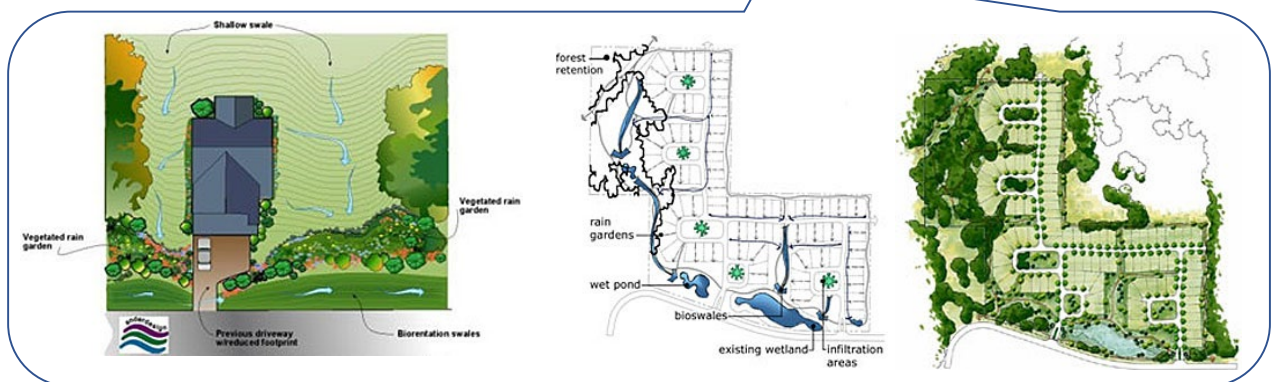 Shallow swale
Vegetated rain
garden
Vegetated rain
garden
Previous driveway
w/reduced footprint
Biorentation swales
forest
retention
rain
gardens
wet pond
bioswales
existing wetland
infiltration
areas